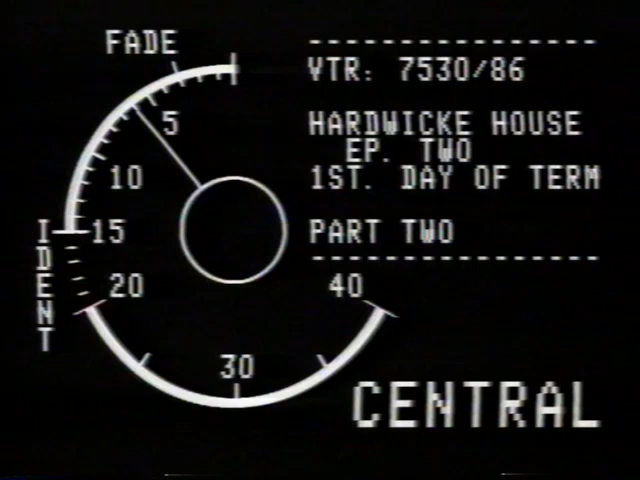 FADE
VTR: 7530/86
HARDWICKE HOUSE
EP. TWO
1ST. DAY OF TERM
PART TWO
5
10
15
20
30
40
IDENT
CENTRAL